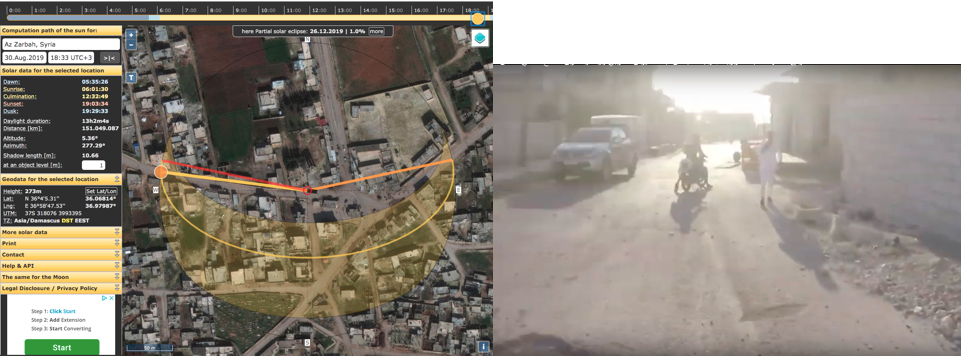 0:00 1:00 2:00 3:00 4:00 5:00 6:00 7:00 8:00 9:00 10:00 11:00 12:00 13:00 14:00 15:00 16:00 17:00 18:00
Computation path of the sun for:
Az Zarbah, Syria
30.Aug.2019 18:33 UTC+3 >|<
Solar data for the selected location
Dawn: 05:35:26
Sunrise: 06:01:30
Culmination: 12:32:49
Sunset: 19:03:34
Dusk: 19:29:33
Daylight duration: 13h2m4s
Distance [km]: 151.049.087
Altitude: 5.36°
Azimuth: 277.29°
Shadow length [m]: 10.66
at an object level [m]: 1
Geodata for the selected location
Height: 273m Set Lat/Lon
Lat: N 36°4'5.31" 36.06814°
Lng: E 36°58'47.53" 36.97987°
UTM: 37S 318076 3993395
TZ: Asia/Damascus DST EEST
More solar data
Print
Contact
Help & API
The same for the Moon
Legal Disclosure / Privacy Policy
Step 1: Click Start
Step 2: Add Extension
Step 3: Start Converting
Start
+
-
T
here Partial solar eclipse: 26.12.2019 | 1.0% more
N
W
E
S
50 m
i